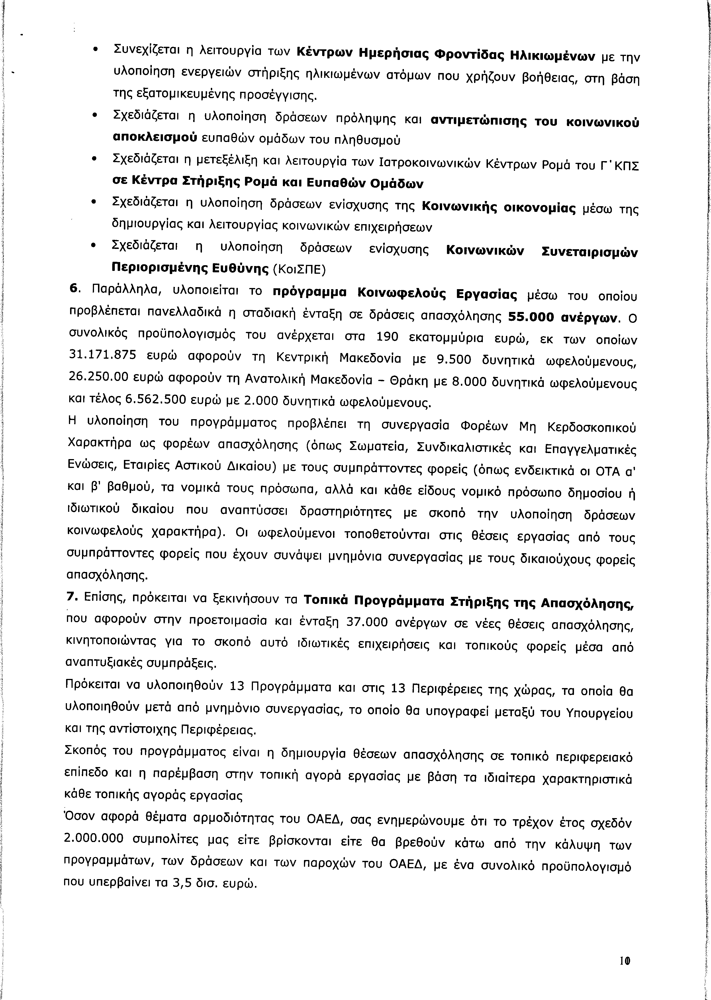 • Συνεχίζεται η λειτουργία των Κέντρων Ημερήσιας Φροντίδας Ηλικιωμένων με την
υλοποίηση ενεργειών στήριξης ηλικιωμένων ατόμων που χρήζουν βοήθειας, στη βάση
της εξατομικευμένης προσέγγισης.
• Σχεδιάζεται η υλοποίηση δράσεων πρόληψης και αντιμετώπισης του κοινωνικού
αποκλεισμού ευπαθών ομάδων του πληθυσμού
• Σχεδιάζεται η μετεξέλιξη και λειτουργία των Ιατροκοινωνικών Κέντρων Ρομά του Γ΄ΚΠΣ
σε Κέντρα Στήριξης Ρομά και Ευπαθών Ομάδων
• Σχεδιάζεται η υλοποίηση δράσεων ενίσχυσης της Κοινωνικής οικονομίας μέσω της
δημιουργίας και λειτουργίας κοινωνικών επιχειρήσεων
• Σχεδιάζεται η υλοποίηση δράσεων ενίσχυσης Κοινωνικών Συνεταιρισμών
Περιορισμένης Ευθύνης (ΚοιΣΠΕ)
6. Παράλληλα, υλοποιείται το πρόγραμμα Κοινωφελούς Εργασίας μέσω του οποίου
προβλέπεται πανελλαδικά η σταδιακή ένταξη σε δράσεις απασχόλησης 55.000 ανέργων. Ο
συνολικός προϋπολογισμός του ανέρχεται στα 190 εκατομμύρια ευρώ, εκ των οποίων
31.171.875 ευρώ αφορούν τη Κεντρική Μακεδονία με 9.500 δυνητικά ωφελούμενους,
26.250.00 ευρώ αφορούν τη Ανατολική Μακεδονία – Θράκη με 8.000 δυνητικά ωφελούμενους
και τέλος 6.562.500 ευρώ με 2.000 δυνητικά ωφελούμενους.
Η υλοποίηση του προγράμματος προβλέπει τη συνεργασία Φορέων Μη Κερδοσκοπικού
Χαρακτήρα ως φορέων απασχόλησης (όπως Σωματεία, Συνδικαλιστικές και Επαγγελματικές
Ενώσεις, Εταιρίες Αστικού Δικαίου) με τους συμπράττοντες φορείς (όπως ενδεικτικά οι ΟΤΑ α'
και β' βαθμού, τα νομικά τους πρόσωπα, αλλά και κάθε είδους νομικό πρόσωπο δημοσίου ή
ιδιωτικού δικαίου που αναπτύσσει δραστηριότητες με σκοπό την υλοποίηση δράσεων
κοινωφελούς χαρακτήρα). Οι ωφελούμενοι τοποθετούνται στις θέσεις εργασίας από τους
συμπράττοντες φορείς που έχουν συνάψει μνημόνια συνεργασίας με τους δικαιούχους φορείς
απασχόλησης.
7. Επίσης, πρόκειται να ξεκινήσουν τα Τοπικά Προγράμματα Στήριξης της Απασχόλησης,
που αφορούν στην προετοιμασία και ένταξη 37.000 ανέργων σε νέες θέσεις απασχόλησης,
κινητοποιώντας για το σκοπό αυτό ιδιωτικές επιχειρήσεις και τοπικούς φορείς μέσα από
αναπτυξιακές συμπράξεις.
Πρόκειται να υλοποιηθούν 13 Προγράμματα και στις 13 Περιφέρειες της χώρας, τα οποία θα
υλοποιηθούν μετά από μνημόνιο συνεργασίας, το οποίο θα υπογραφεί μεταξύ του Υπουργείου
και της αντίστοιχης Περιφέρειας.
Σκοπός του προγράμματος είναι η δημιουργία θέσεων απασχόλησης σε τοπικό περιφερειακό
επίπεδο και η παρέμβαση στην τοπική αγορά εργασίας με βάση τα ιδιαίτερα χαρακτηριστικά
κάθε τοπικής αγοράς εργασίας
Όσον αφορά θέματα αρμοδιότητας του ΟΑΕΔ, σας ενημερώνουμε ότι το τρέχον έτος σχεδόν
2.000.000 συμπολίτες μας είτε βρίσκονται είτε θα βρεθούν κάτω από την κάλυψη των
προγραμμάτων, των δράσεων και των παροχών του ΟΑΕΔ, με ένα συνολικό προϋπολογισμό
που υπερβαίνει τα 3,5 δισ. ευρώ.
10